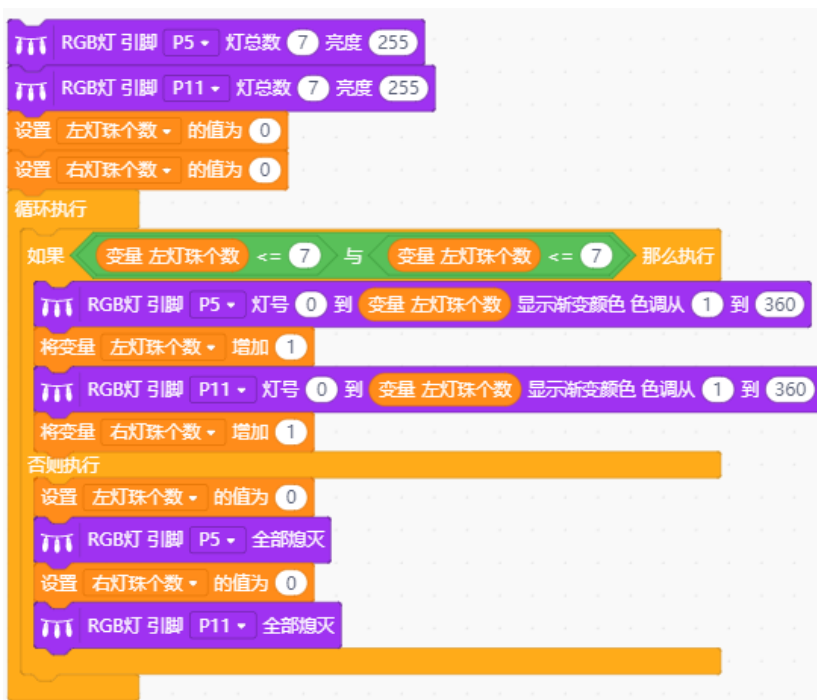 RGB灯 引脚 P5 灯总数 7 亮度 255
RGB灯 引脚 P11 灯总数 7 亮度 255
设置 左灯珠个数 的值为 0
设置 右灯珠个数 的值为 0
循环执行
如果 变量 左灯珠个数 <= 7 与 变量 左灯珠个数 <= 7 那么执行
RGB灯 引脚 P5 灯号 0 到 变量 左灯珠个数 显示渐变颜色 色调从 1 到 360
将变量 左灯珠个数 增加 1
RGB灯 引脚 P11 灯号 0 到 变量 左灯珠个数 显示渐变颜色 色调从 1 到 360
将变量 右灯珠个数 增加 1
否则执行
设置 左灯珠个数 的值为 0
RGB灯 引脚 P5 全部熄灭
设置 右灯珠个数 的值为 0
RGB灯 引脚 P11 全部熄灭